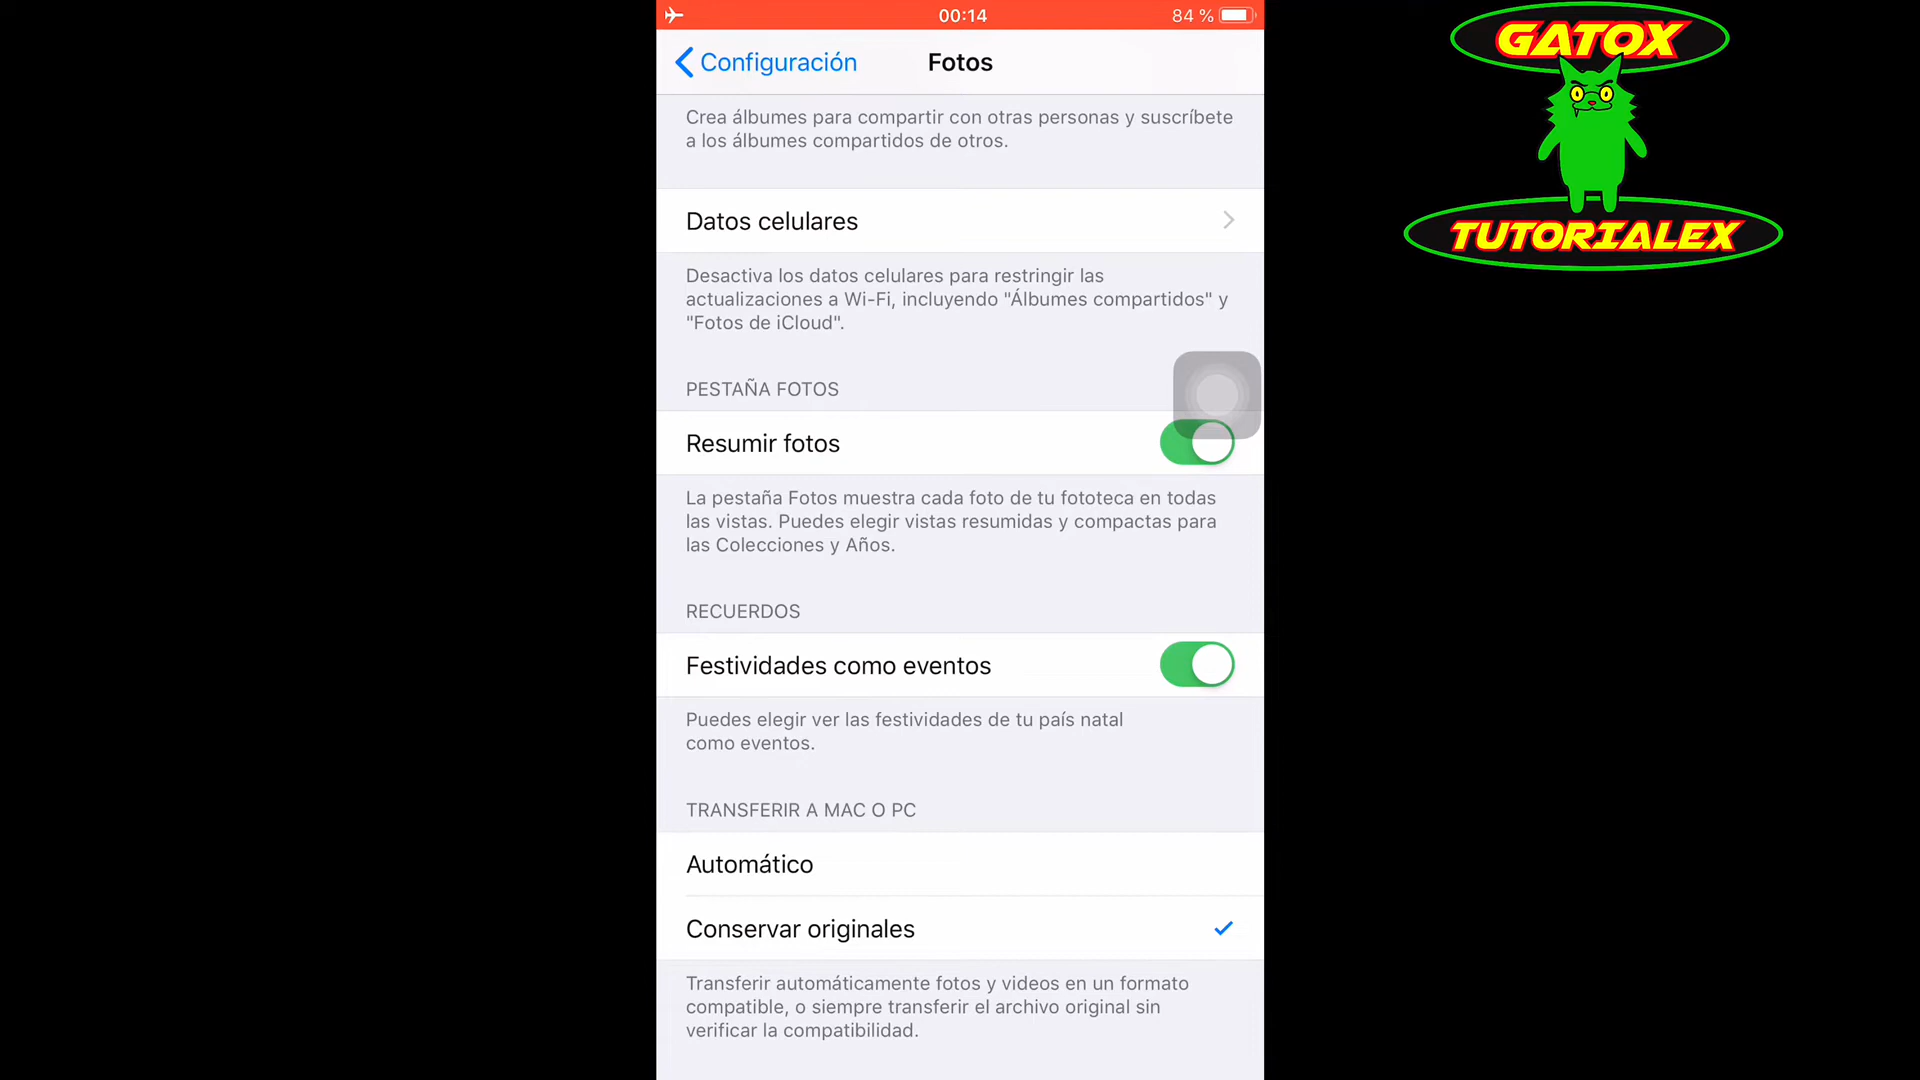 00:14
84 %
Configuración
Fotos
Crea álbumes para compartir con otras personas y suscríbete
a los álbumes compartidos de otros.
Datos celulares
Desactiva los datos celulares para restringir las
actualizaciones a Wi-Fi, incluyendo "Álbumes compartidos" y
"Fotos de iCloud".
PESTAÑA FOTOS
Resumir fotos
La pestaña Fotos muestra cada foto de tu fototeca en todas
las vistas. Puedes elegir vistas resumidas y compactas para
las Colecciones y Años.
RECUERDOS
Festividades como eventos
Puedes elegir ver las festividades de tu país natal
como eventos.
TRANSFERIR A MAC O PC
Automático
Conservar originales
Transferir automáticamente fotos y videos en un formato
compatible, o siempre transferir el archivo original sin
verificar la compatibilidad.
GATOX
TUTORIALEX